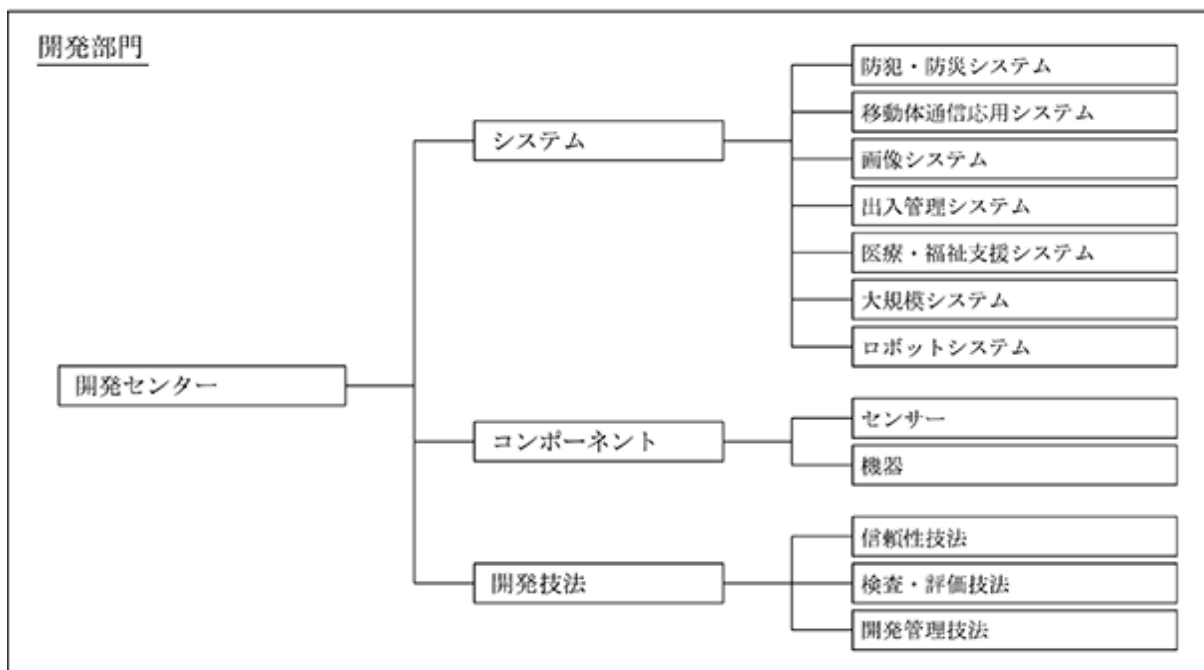 開発部門
開発センター
システム
防犯・防災システム
移動体通信応用システム
画像システム
出入管理システム
医療・福祉支援システム
大規模システム
ロボットシステム
コンポーネント
センサー
機器
開発技法
信頼性技法
検査・評価技法
開発管理技法